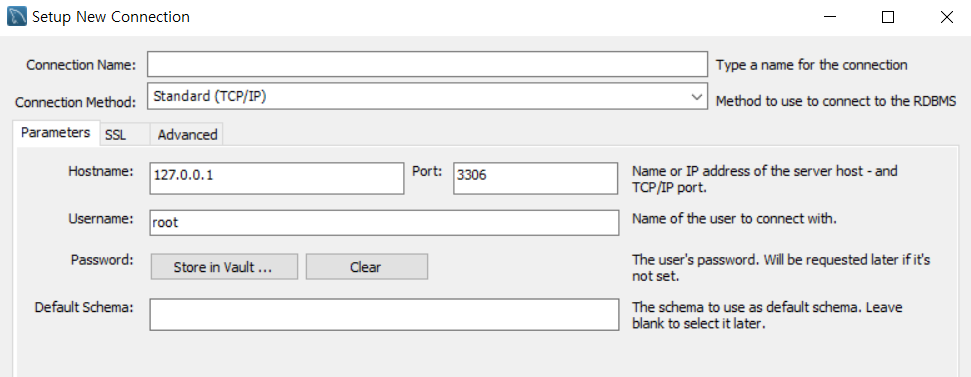 Setup New Connection
Connection Name: Type a name for the connection
Connection Method: Standard (TCP/IP) Method to use to connect to the RDBMS
Parameters SSL Advanced
Hostname: 127.0.0.1 Port: 3306 Name or IP address of the server host - and
TCP/IP port.
Username: root Name of the user to connect with.
Password: Store in Vault ... Clear The user's password. Will be requested later if it's
not set.
Default Schema: The schema to use as default schema. Leave
blank to select it later.